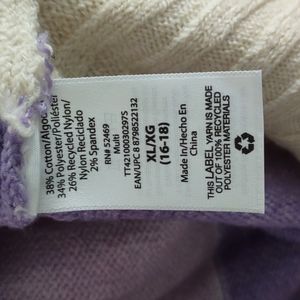 38% Cotton/Algodón
34% Polyester/Poliéster
26% Recycled Nylon/
Nylon Reciclado
2% Spandex
RN# 52469
Multi
TT421000302975
EAN/UPC 8 8798522132
XL/XG
(16-18)
Made In/Hecho En
China
THIS LABEL YARN IS MADE
OF 100% RECYCLED
POLYESTER MATERIALS